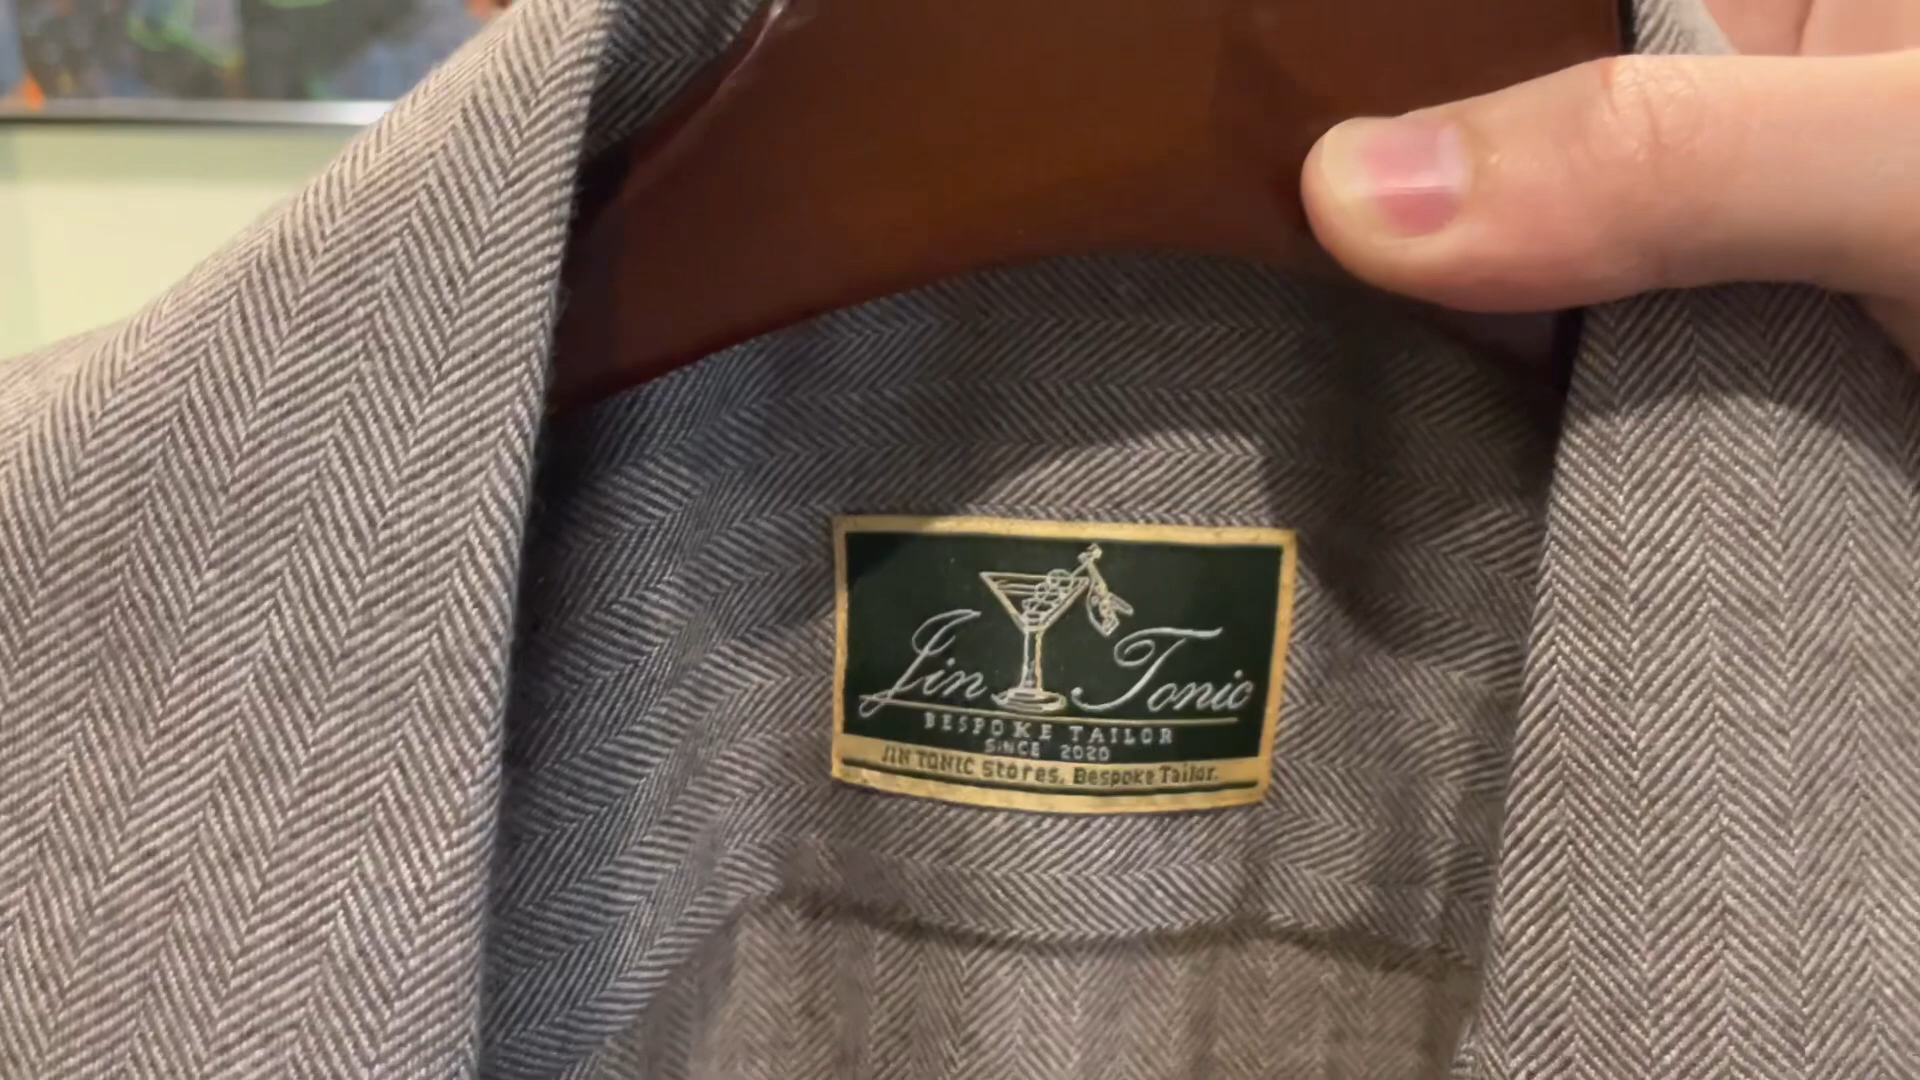 Jin Tonic
BESPOKE TAILOR
SINCE 2020
JIN TONIC Stores. Bespoke Tailor.